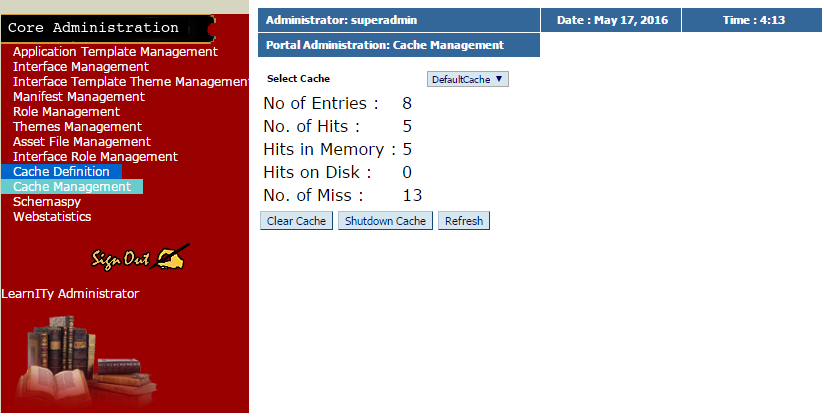 Core Administration
Application Template Management
Interface Management
Interface Template Theme Management
Manifest Management
Role Management
Themes Management
Asset File Management
Interface Role Management
Cache Definition
Cache Management
Schemaspy
Webstatistics
Sign Out
LearnITy Administrator
Administrator: superadmin Date : May 17, 2016 Time : 4:13
Portal Administration: Cache Management
Select Cache DefaultCache ▼
No of Entries : 8
No. of Hits : 5
Hits in Memory : 5
Hits on Disk : 0
No. of Miss : 13
Clear Cache Shutdown Cache Refresh